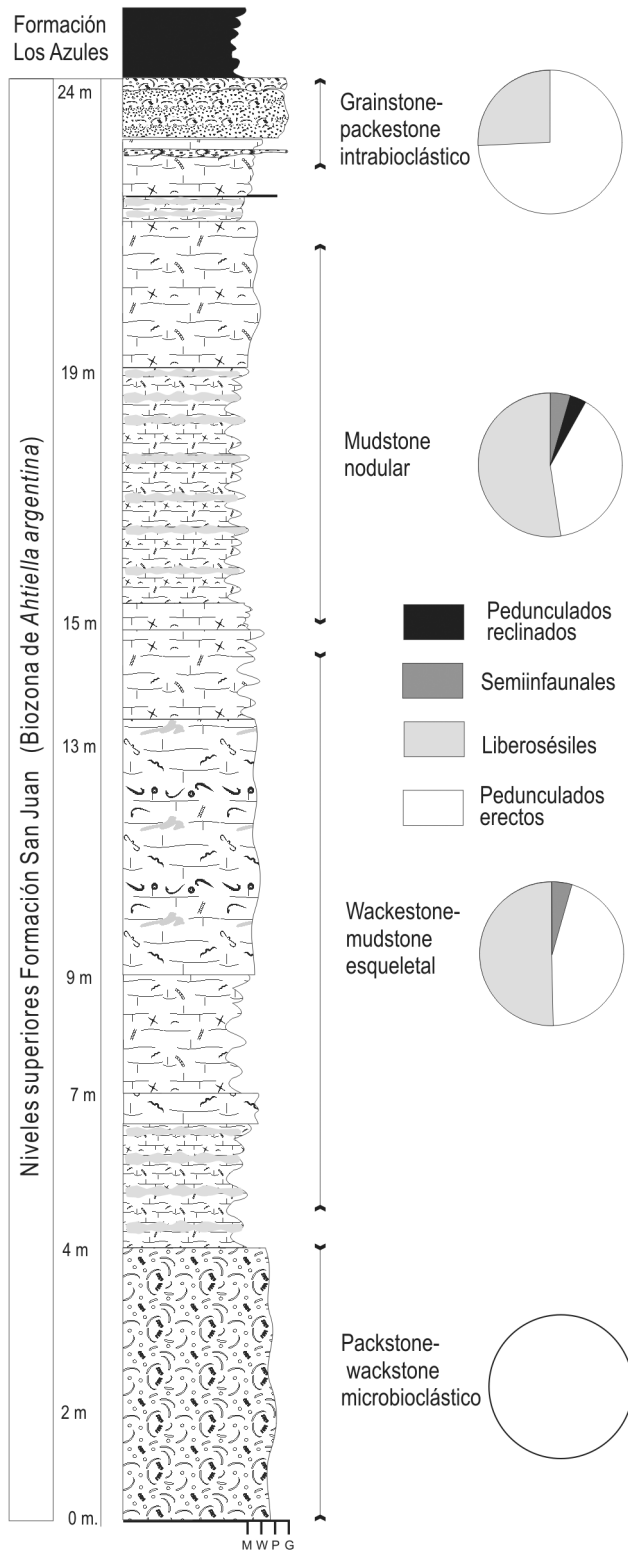 Formación
Los Azules
24 m
Grainstone-
packestone
intrabioclástico
19 m
Mudstone
nodular
15 m
Pedunculados
reclinados
Semiinfaunales
Liberosésiles
Pedunculados
erectos
13 m
Wackestone-
mudstone
esqueletal
9 m
7 m
4 m
Packstone-
wackstone
microbioclástico
2 m
0 m.
M W P G
Niveles superiores Formación San Juan (Biozona de Ahtiella argentina)